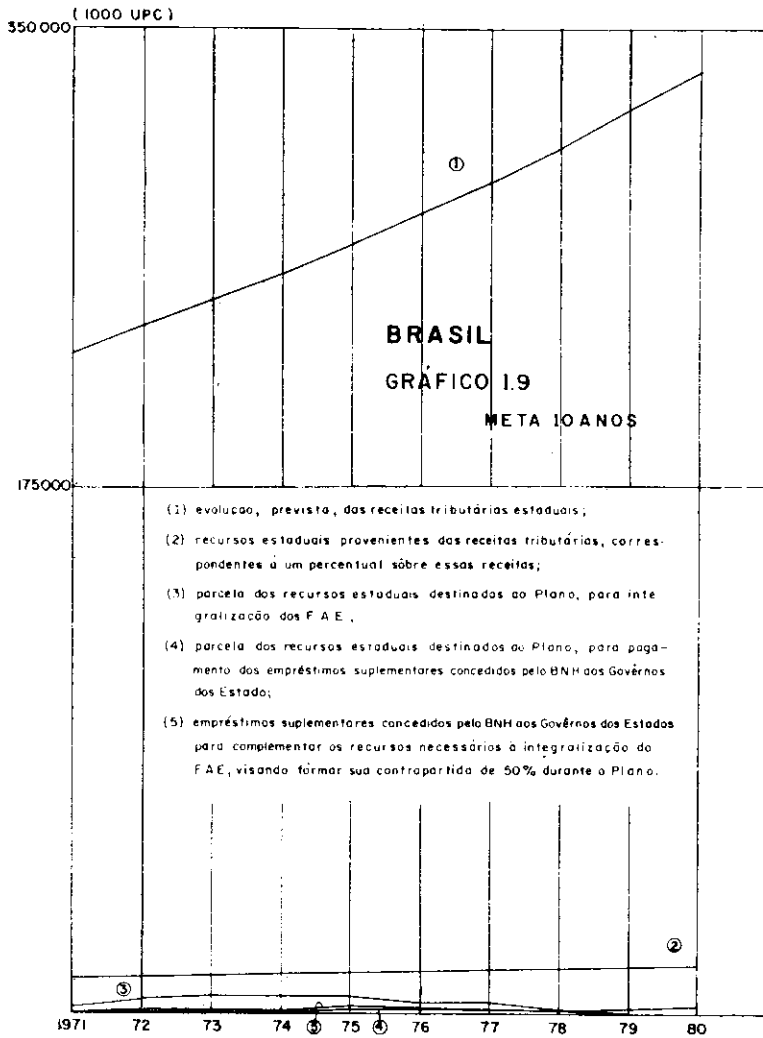 (1000 UPC)
350 000
①
BRASIL
GRÁFICO 1.9
META 10 ANOS
175000
(1) evolucao, prevista, das receitas tributárias estaduais;
(2) recursos estaduais provenientes das receitas tributárias, corres-
pondentes à um percentual sôbre essas receitas;
(3) parcela dos recursos estaduais destinados ao Plano, para inte
gralização dos F A E,
(4) parcela dos recursos estaduais destinados ao Plano, para paga-
mento dos empréstimos suplementares concedidos pelo BNH aos Govêrnos
dos Estado;
(5) empréstimos suplementares concedidos pelo BNH aos Govêrnos dos Estados
para complementar os recursos necessários à integralização do
F A E, visando formar sua contrapartida de 50% durante o Plano.
②
③
1971 72 73 74 75 76 77 78 79 80
⑤ ④